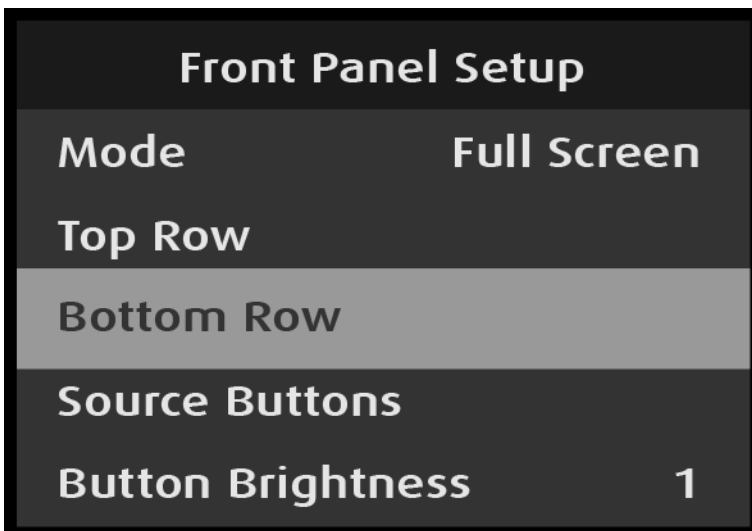 Front Panel Setup
Mode Full Screen
Top Row
Bottom Row
Source Buttons
Button Brightness 1